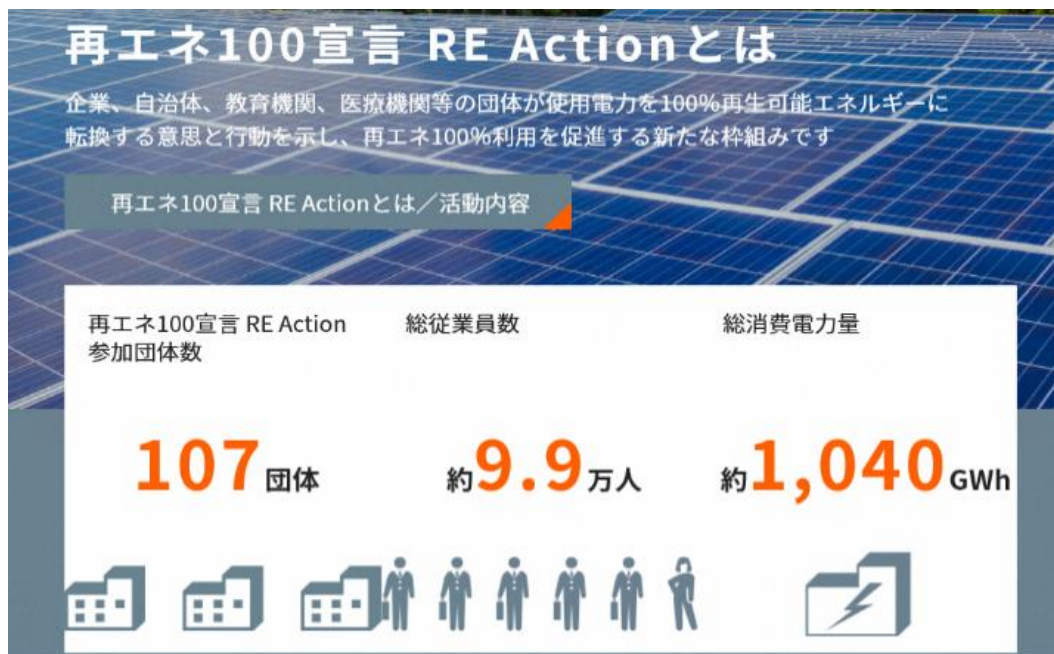 再エネ100宣言 RE Actionとは
企業、自治体、教育機関、医療機関等の団体が使用電力を100%再生可能エネルギーに
転換する意思と行動を示し、再エネ100%利用を促進する新たな枠組みです
再エネ100宣言 RE Actionとは／活動内容
再エネ100宣言 RE Action
参加団体数
107団体
総従業員数
約9.9万人
総消費電力量
約1,040GWh